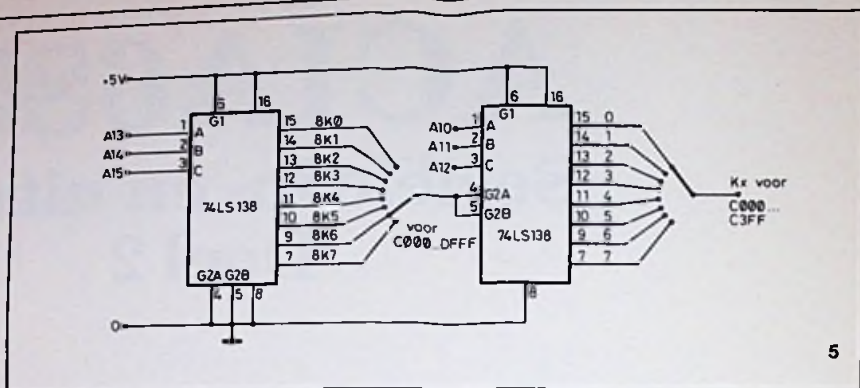 +5V
6
16
G1
A13 1 A
A14 2 B
A15 3 C
15 8K0
14 8K1
13 8K2
12 8K3
11 8K4
10 8K5
9 8K6
7 8K7
74LS138
G2A G2B
4 5 8
0
voor
C000...DFFF
6
16
G1
A10 1 A
A11 2 B
A12 3 C
4 G2A
5 G2B
74LS138
8
15 0
14 1
13 2
12 3
11 4
10 5
9 6
7 7
Kx voor
C000...
C3FF
5